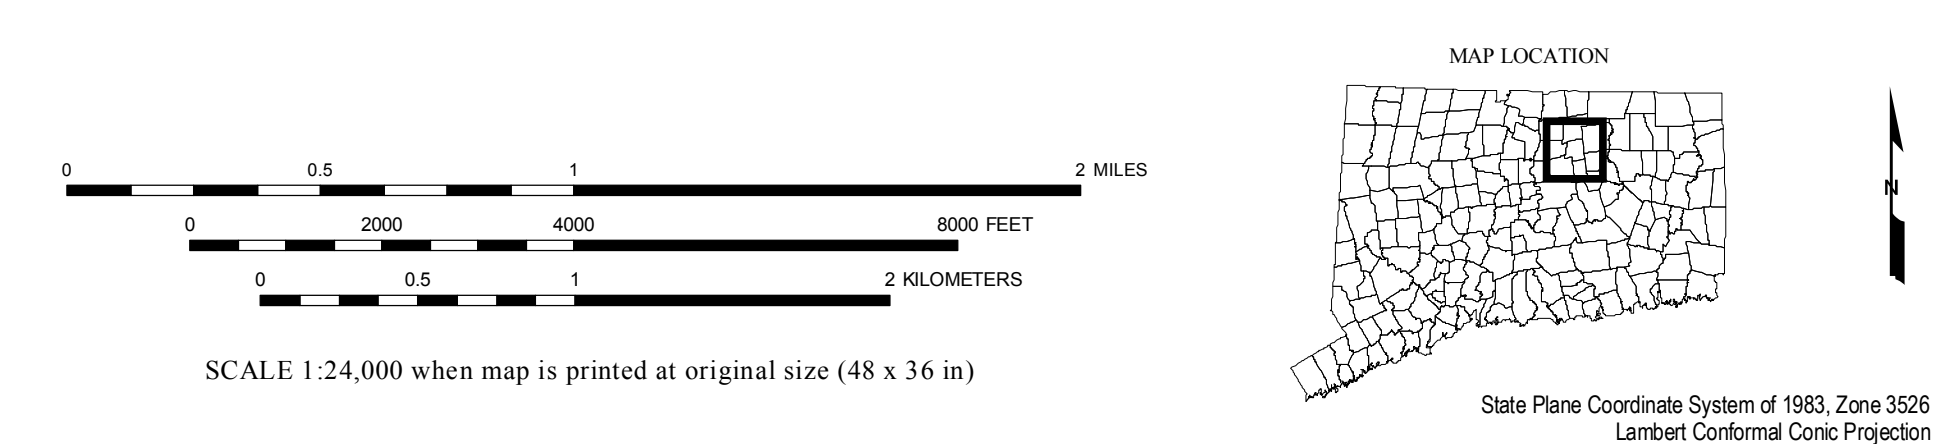 MAP LOCATION
0 0.5 1 2 MILES
0 2000 4000 8000 FEET
0 0.5 1 2 KILOMETERS
SCALE 1:24,000 when map is printed at original size (48 x 36 in)
N
State Plane Coordinate System of 1983, Zone 3526
Lambert Conformal Conic Projection